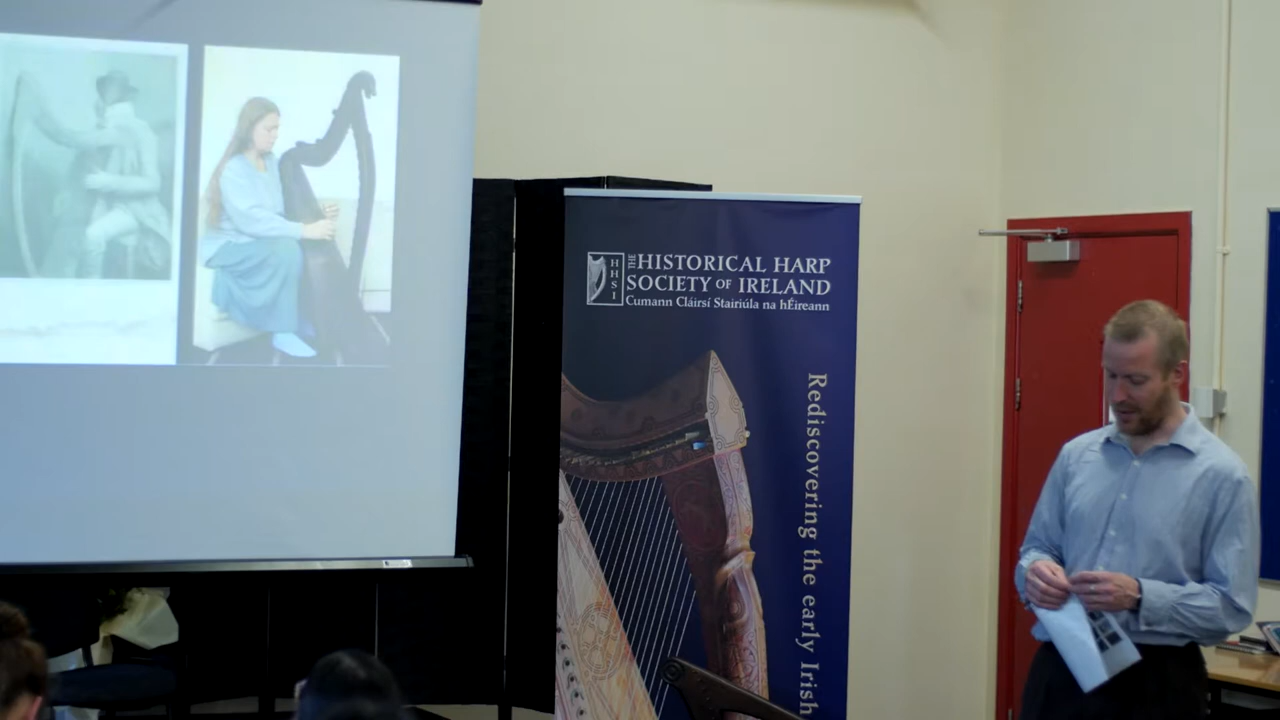 HHSI
THE HISTORICAL HARP
SOCIETY OF IRELAND
Cumann Cláirsí Stairiúla na hÉireann
Rediscovering the early Irish